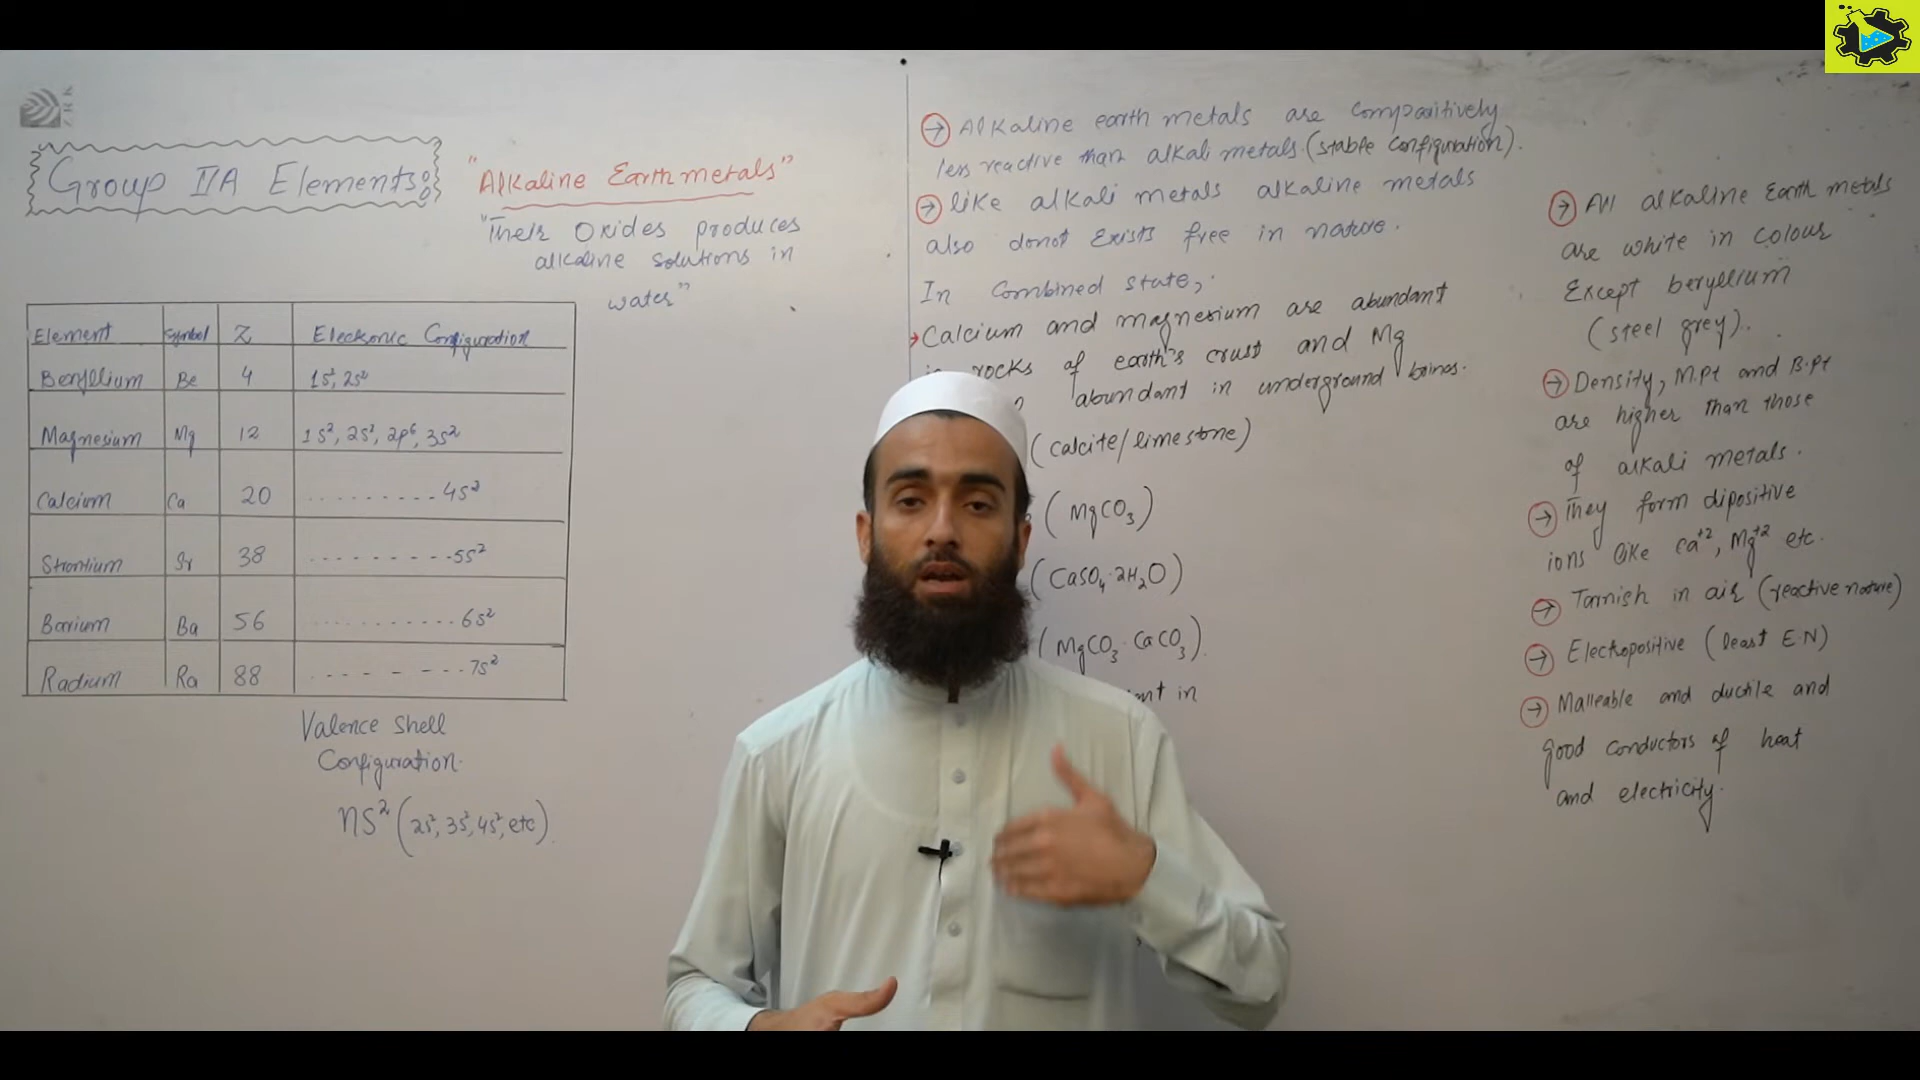 Group IIA Elements:
"Alkaline Earth metals"
"Their Oxides produces
alkaline solutions in
water"
Element Symbol Z Electronic Configuration
Beryllium Be 4 1s², 2s²
Magnesium Mg 12 1s², 2s², 2p⁶, 3s²
Calcium Ca 20 .........4s²
Strontium Sr 38 .........5s²
Barium Ba 56 ...........6s²
Radium Ra 88 .... - ...7s²
Valence shell
Configuration.
ns² (2s², 3s², 4s², etc).
→ Alkaline earth metals are comparitively
less reactive than alkali metals. (stable configuration).
→ like alkali metals alkaline metals
also donot Exists free in nature.
In Combined state,
→ Calcium and magnesium are abundant
rocks of earth's crust and Mg
abundant in underground brines.
(Calcite/limestone)
(MgCO₃)
(CaSO₄·2H₂O)
(MgCO₃·CaCO₃).
in
→ All alkaline Earth metals
are white in colour
Except beryllium
(steel grey).
→ Density, M.Pt and B.Pt
are higher than those
of alkali metals.
→ They form dipositive
ions like Ca⁺², Mg⁺² etc.
→ Tarnish in air (reactive nature)
→ Electropositive (least E.N)
→ Malleable and ductile and
good conductors of heat
and electricity.